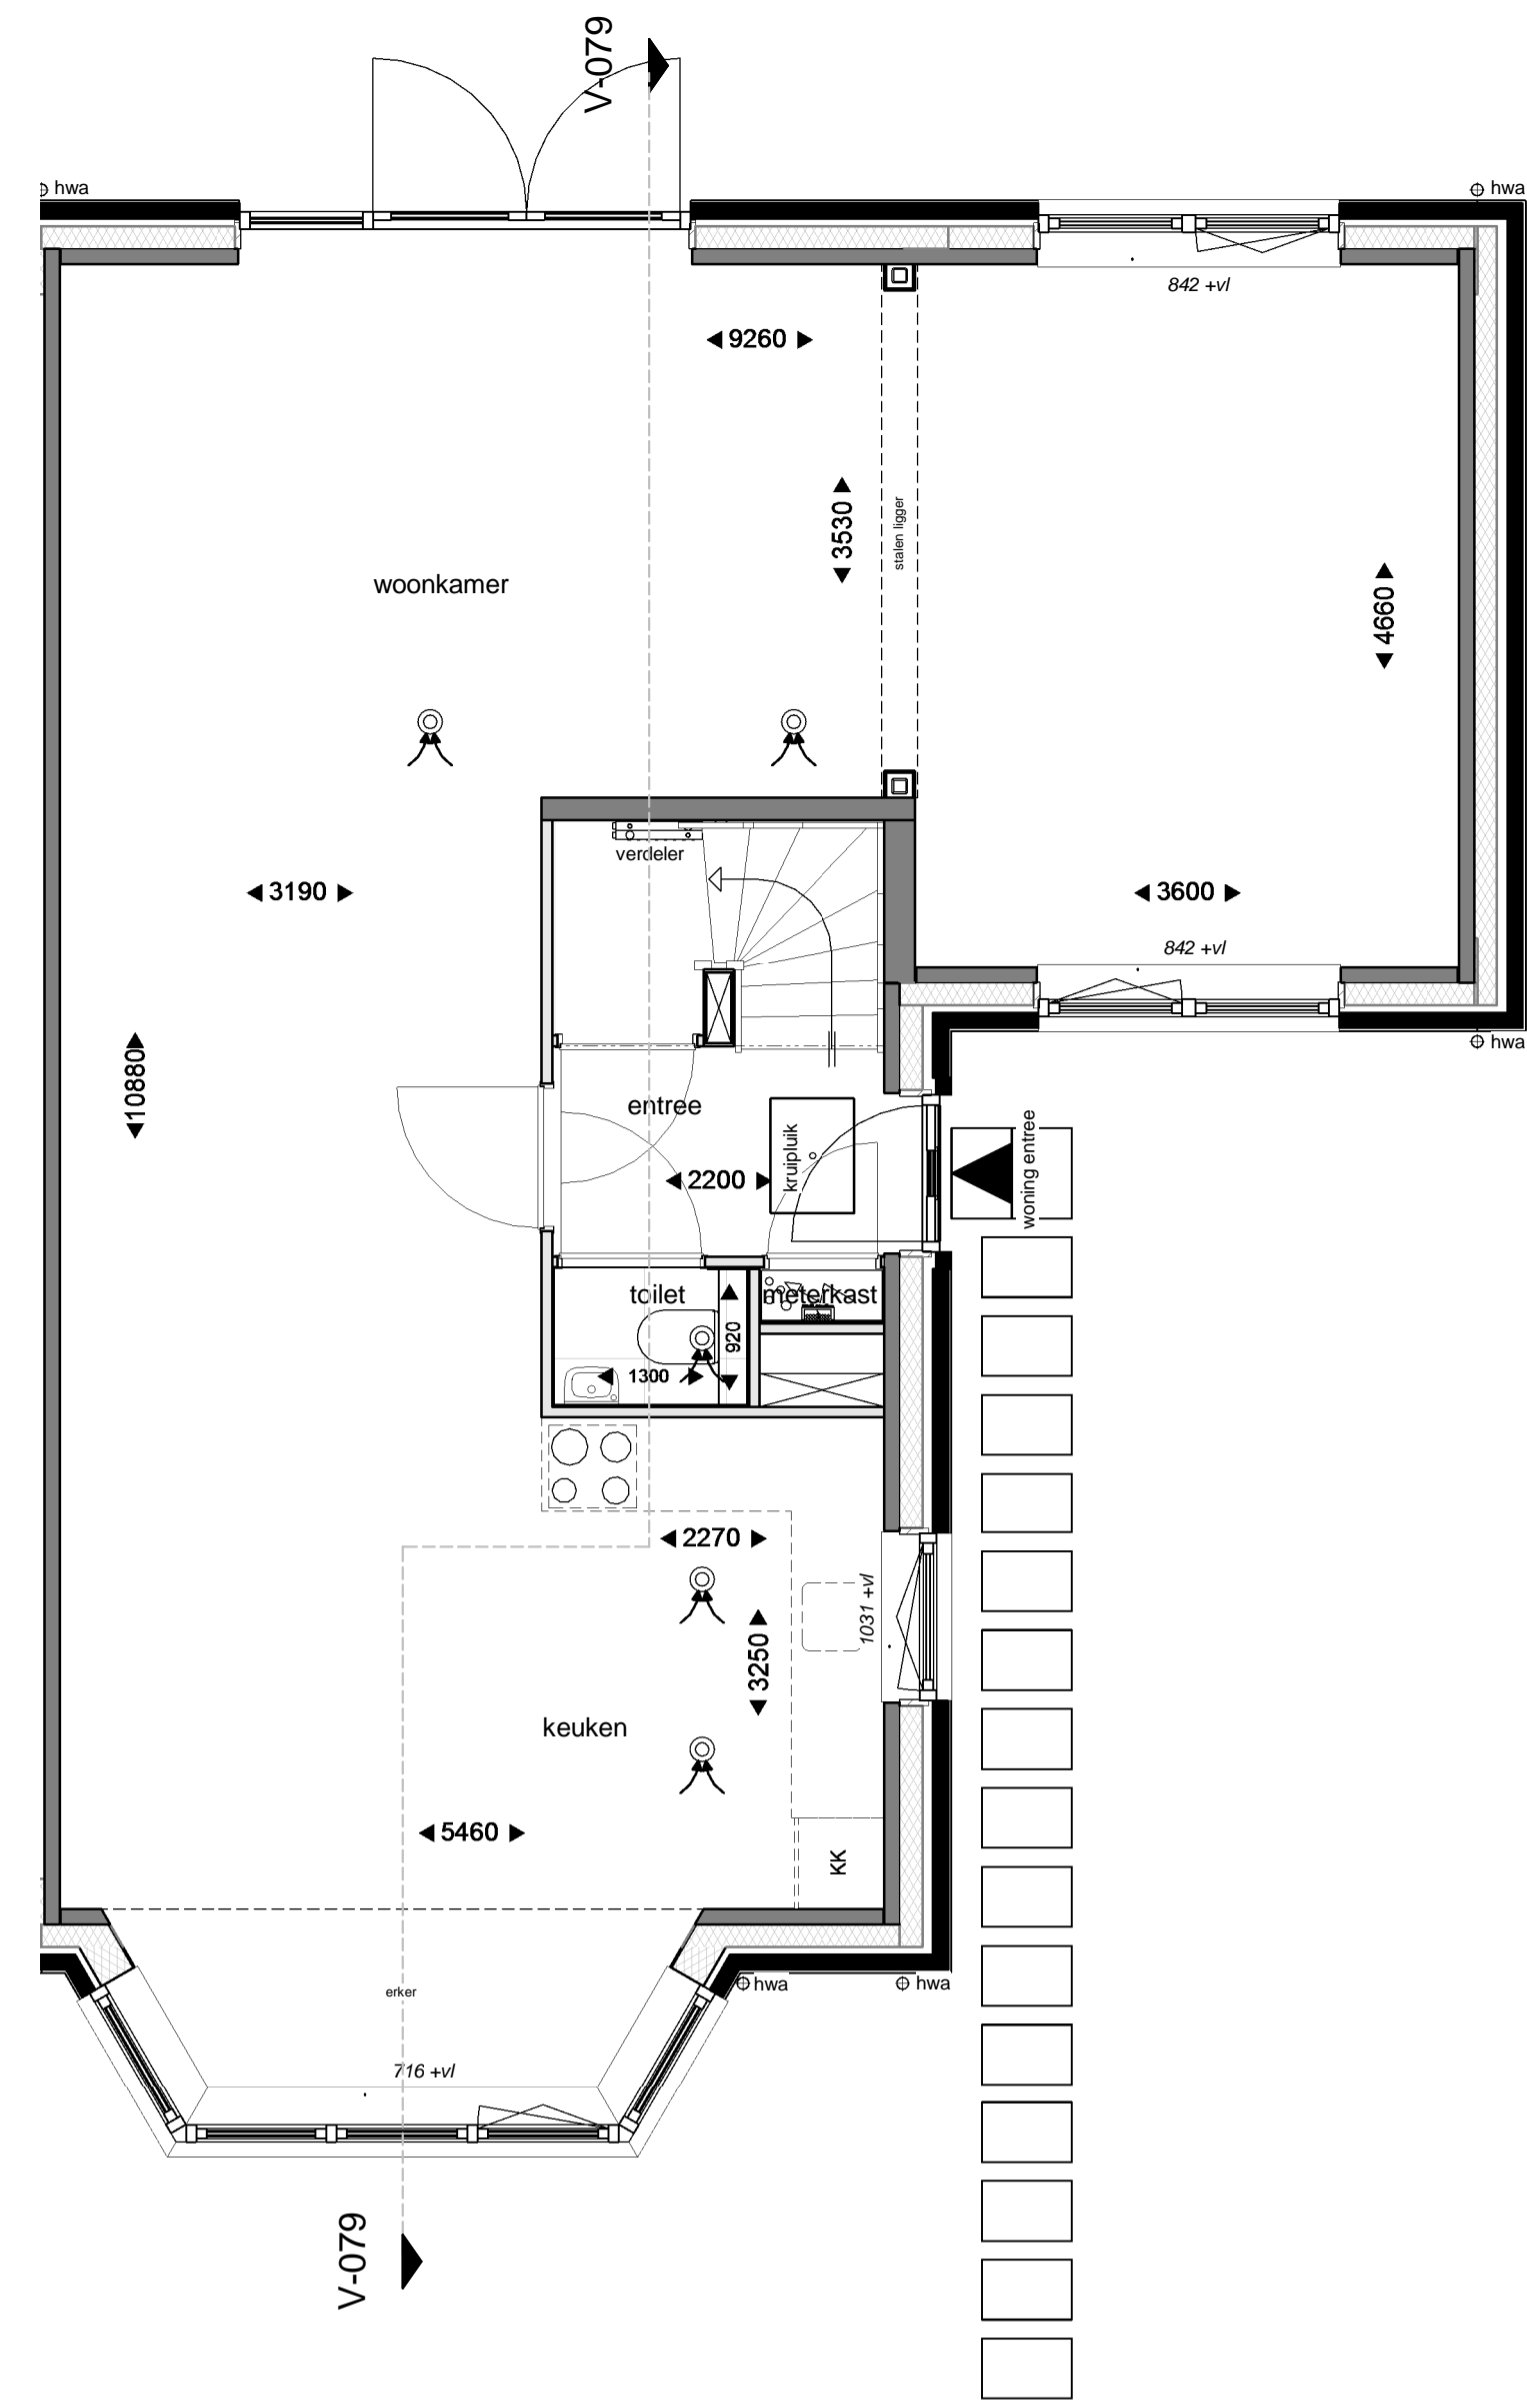 V-079
hwa
hwa
842 +vl
9260
3530
stalen ligger
woonkamer
4660
verdeler
3190
3600
842 +vl
hwa
10880
entree
kruipluik
woning entree
2200
toilet
meterkast
920
1300
2270
1031 +vl
3250
keuken
5460
KK
hwa
hwa
erker
716 +vl
V-079